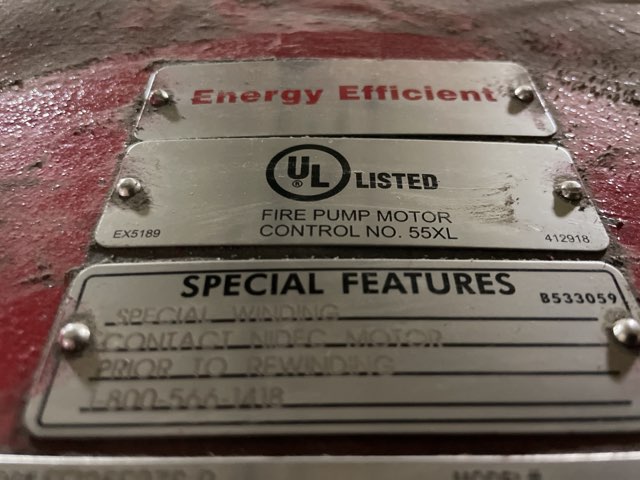 Energy Efficient
UL® LISTED
FIRE PUMP MOTOR
CONTROL NO. 55XL
EX5189
412918
SPECIAL FEATURES
B533059
SPECIAL WINDING
CONTACT NIDEC MOTOR
PRIOR TO REWINDING
1-800-566-1418